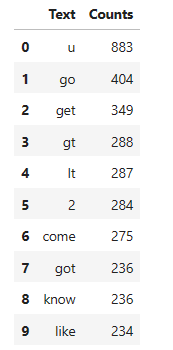 Text Counts
0 u 883
1 go 404
2 get 349
3 gt 288
4 lt 287
5 2 284
6 come 275
7 got 236
8 know 236
9 like 234